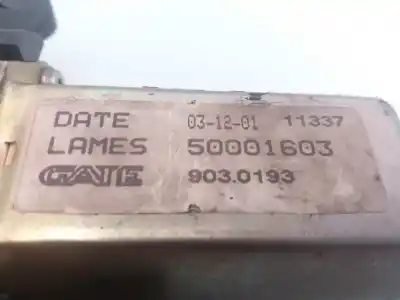 DATE 03-12-01 11337
LAMES 50001603
GATE 903.0193